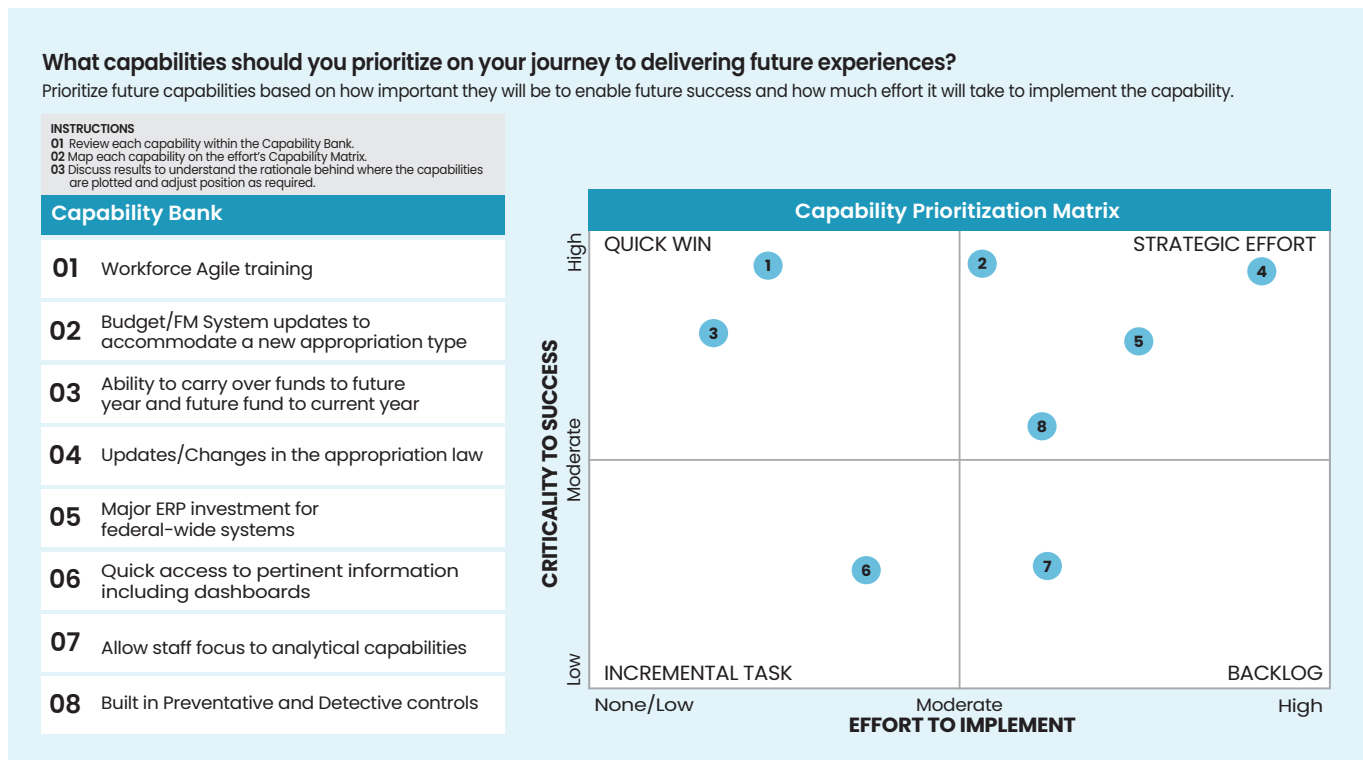 What capabilities should you prioritize on your journey to delivering future experiences?
Prioritize future capabilities based on how important they will be to enable future success and how much effort it will take to implement the capability.
INSTRUCTIONS
01 Review each capability within the Capability Bank.
02 Map each capability on the effort's Capability Matrix.
03 Discuss results to understand the rationale behind where the capabilities
are plotted and adjust position as required.
Capability Bank
01 Workforce Agile training
02 Budget/FM System updates to
accommodate a new appropriation type
03 Ability to carry over funds to future
year and future fund to current year
04 Updates/Changes in the appropriation law
05 Major ERP investment for
federal-wide systems
06 Quick access to pertinent information
including dashboards
07 Allow staff focus to analytical capabilities
08 Built in Preventative and Detective controls
Capability Prioritization Matrix
QUICK WIN
STRATEGIC EFFORT
1
2
4
3
5
8
6
7
INCREMENTAL TASK
BACKLOG
High
Moderate
Low
CRITICALITY TO SUCCESS
None/Low
Moderate
High
EFFORT TO IMPLEMENT